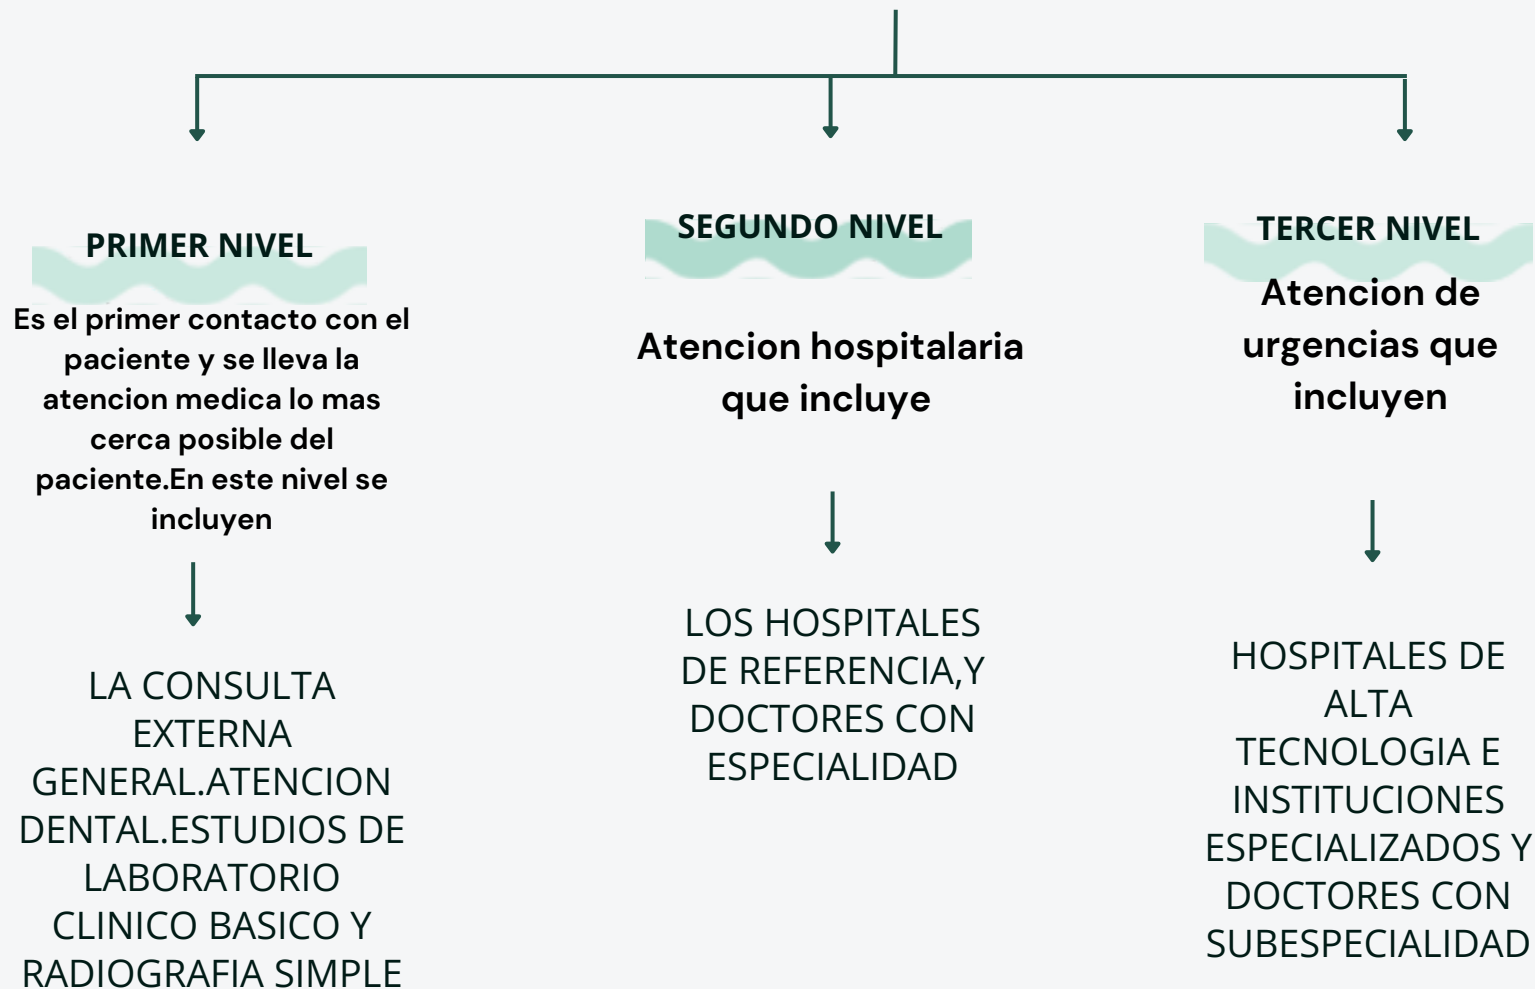 PRIMER NIVEL
Es el primer contacto con el
paciente y se lleva la
atencion medica lo mas
cerca posible del
paciente.En este nivel se
incluyen
LA CONSULTA
EXTERNA
GENERAL.ATENCION
DENTAL.ESTUDIOS DE
LABORATORIO
CLINICO BASICO Y
RADIOGRAFIA SIMPLE
SEGUNDO NIVEL
Atencion hospitalaria
que incluye
LOS HOSPITALES
DE REFERENCIA,Y
DOCTORES CON
ESPECIALIDAD
TERCER NIVEL
Atencion de
urgencias que
incluyen
HOSPITALES DE
ALTA
TECNOLOGIA E
INSTITUCIONES
ESPECIALIZADOS Y
DOCTORES CON
SUBESPECIALIDAD